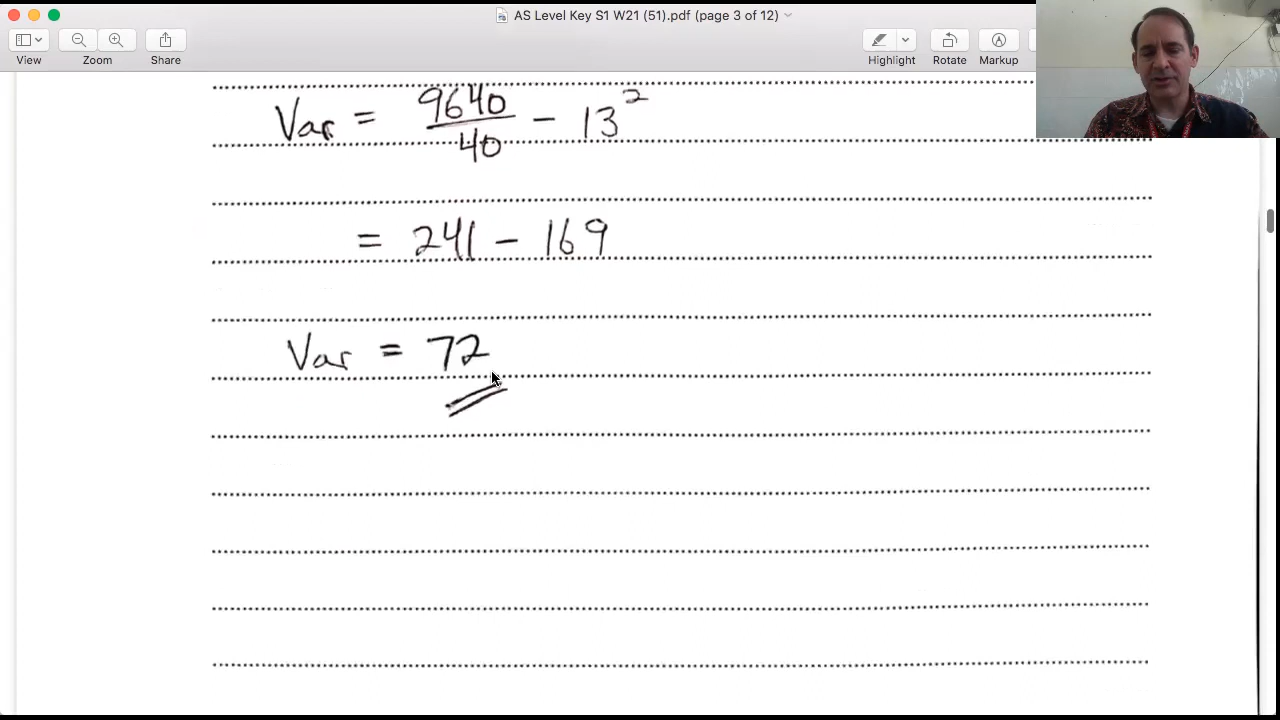 AS Level Key S1 W21 (51).pdf (page 3 of 12)
View Zoom Share Highlight Rotate Markup
Var = 9640/40 - 13²
= 241 - 169
Var = 72